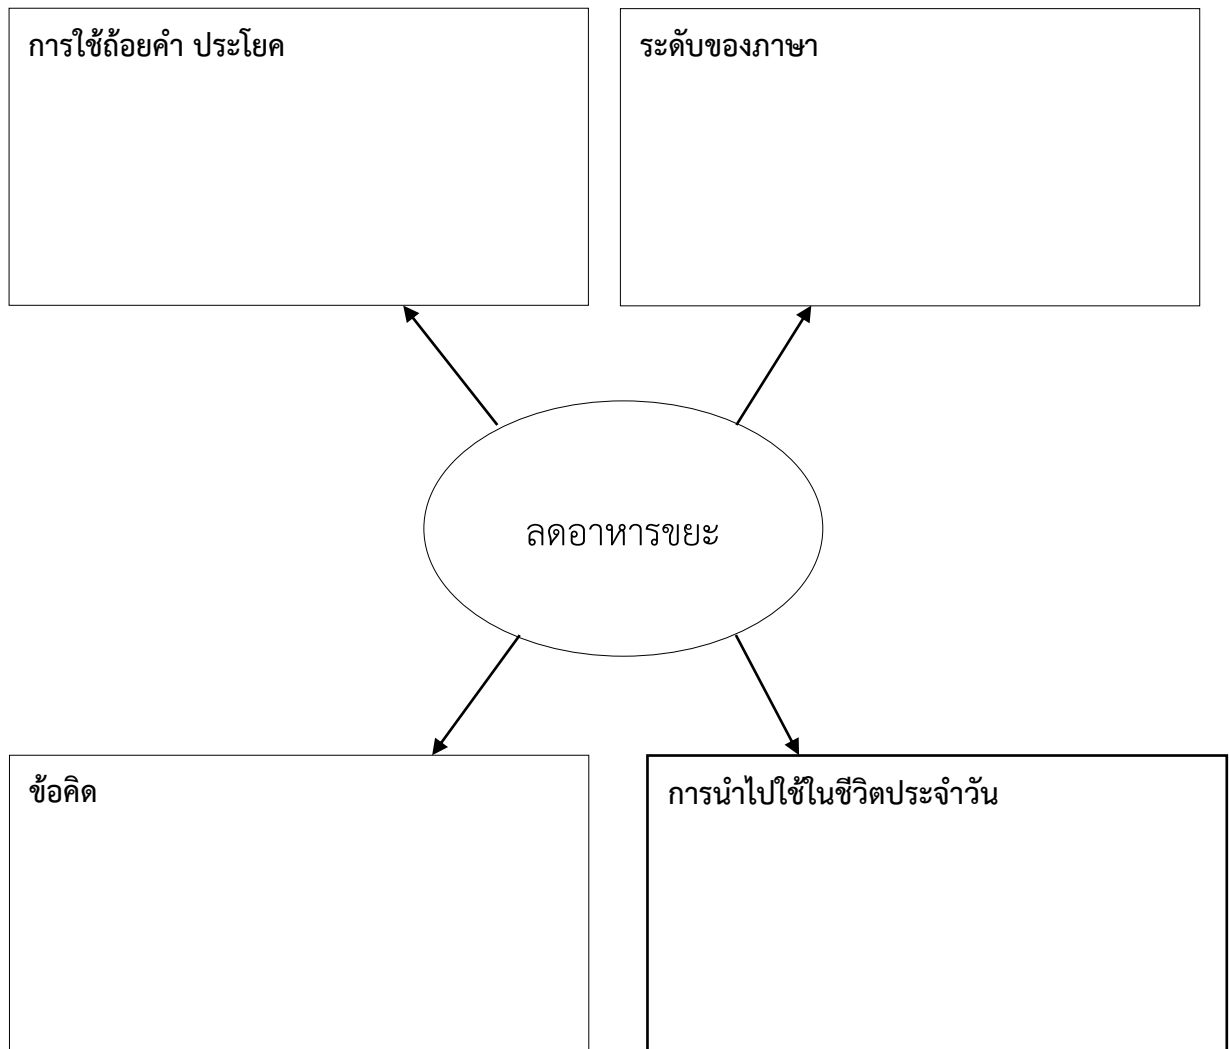 การใช้ถ้อยคำ ประโยค
ระดับของภาษา
ลดอาหารขยะ
ข้อคิด
การนำไปใช้ในชีวิตประจำวัน